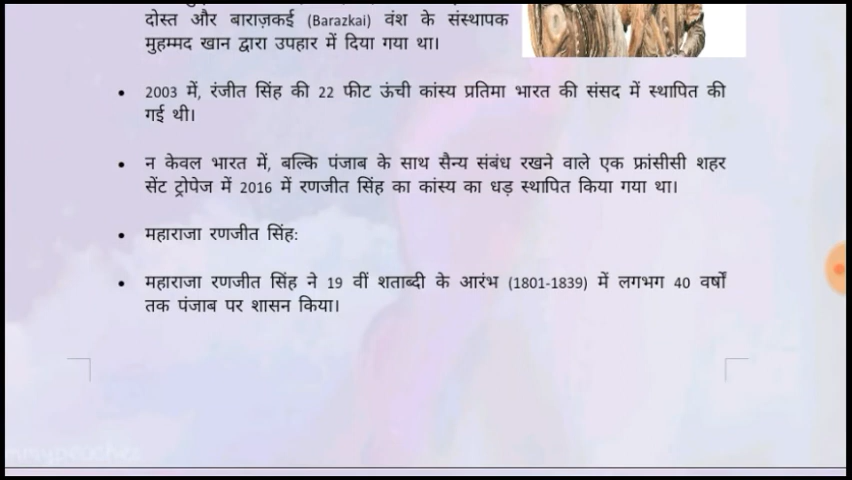 दोस्त और बाराज़कई (Barazkai) वंश के संस्थापक
मुहम्मद खान द्वारा उपहार में दिया गया था।
• 2003 में, रंजीत सिंह की 22 फीट ऊंची कांस्य प्रतिमा भारत की संसद में स्थापित की
गई थी।
• न केवल भारत में, बल्कि पंजाब के साथ सैन्य संबंध रखने वाले एक फ्रांसीसी शहर
सेंट ट्रोपेज में 2016 में रणजीत सिंह का कांस्य का धड़ स्थापित किया गया था।
• महाराजा रणजीत सिंह:
• महाराजा रणजीत सिंह ने 19 वीं शताब्दी के आरंभ (1801-1839) में लगभग 40 वर्षों
तक पंजाब पर शासन किया।